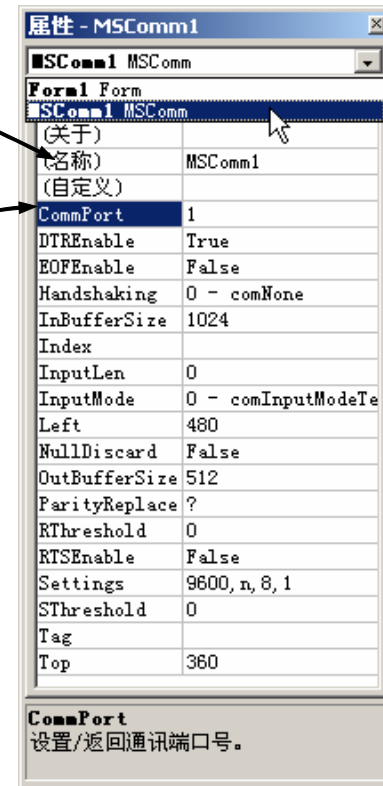 属性 - MSComm1
MSComm1 MSComm
Form1 Form
MSComm1 MSComm
(关于)
(名称) MSComm1
(自定义)
CommPort 1
DTREnable True
EOFEnable False
Handshaking 0 - comNone
InBufferSize 1024
Index
InputLen 0
InputMode 0 - comInputModeTe
Left 480
NullDiscard False
OutBufferSize 512
ParityReplace ?
RThreshold 0
RTSEnable False
Settings 9600,n,8,1
SThreshold 0
Tag
Top 360
CommPort
设置/返回通讯端口号。